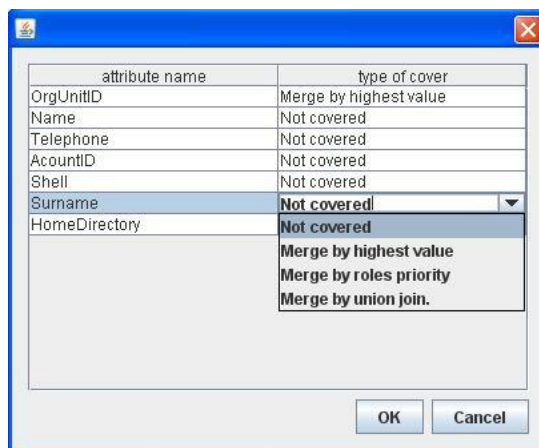 attribute name type of cover
OrgUnitID Merge by highest value
Name Not covered
Telephone Not covered
AcountID Not covered
Shell Not covered
Surname Not covered
HomeDirectory Not covered
Merge by highest value
Merge by roles priority
Merge by union join.
OK Cancel